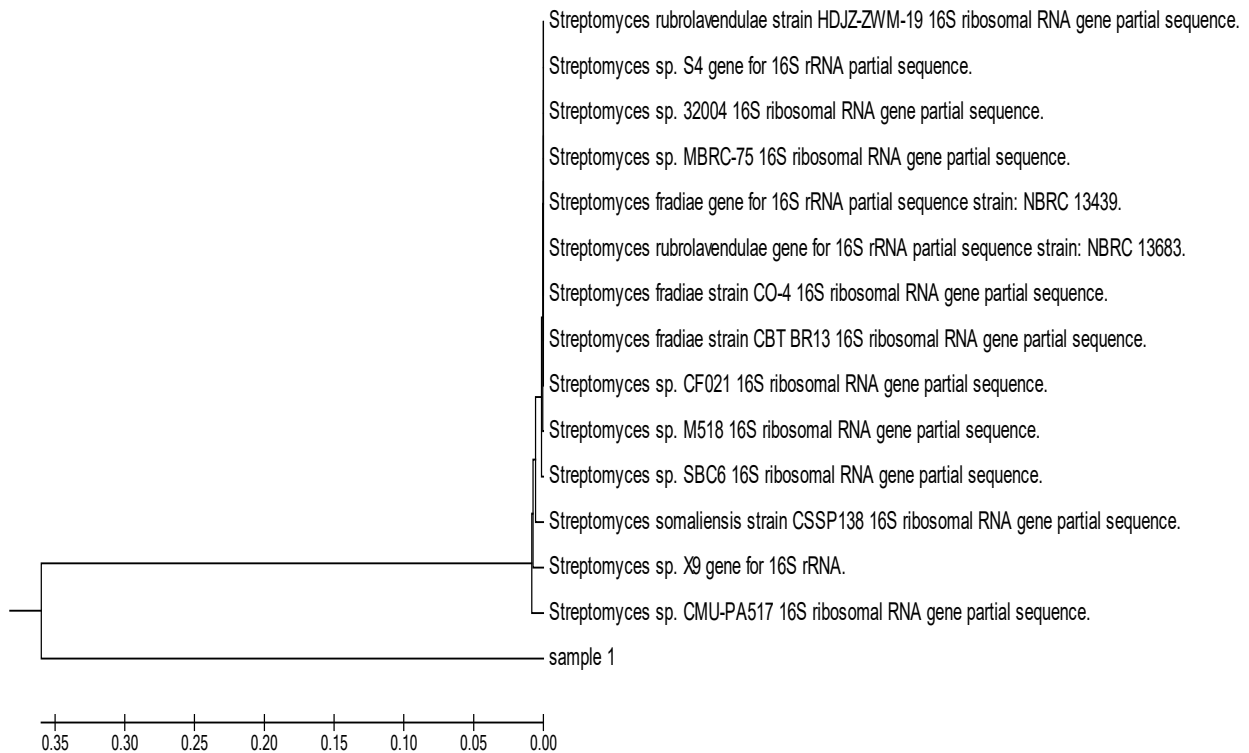 Streptomyces rubrolavendulae strain HDJZ-ZWM-19 16S ribosomal RNA gene partial sequence.
Streptomyces sp. S4 gene for 16S rRNA partial sequence.
Streptomyces sp. 32004 16S ribosomal RNA gene partial sequence.
Streptomyces sp. MBRC-75 16S ribosomal RNA gene partial sequence.
Streptomyces fradiae gene for 16S rRNA partial sequence strain: NBRC 13439.
Streptomyces rubrolavendulae gene for 16S rRNA partial sequence strain: NBRC 13683.
Streptomyces fradiae strain CO-4 16S ribosomal RNA gene partial sequence.
Streptomyces fradiae strain CBT BR13 16S ribosomal RNA gene partial sequence.
Streptomyces sp. CF021 16S ribosomal RNA gene partial sequence.
Streptomyces sp. M518 16S ribosomal RNA gene partial sequence.
Streptomyces sp. SBC6 16S ribosomal RNA gene partial sequence.
Streptomyces somaliensis strain CSSP138 16S ribosomal RNA gene partial sequence.
Streptomyces sp. X9 gene for 16S rRNA.
Streptomyces sp. CMU-PA517 16S ribosomal RNA gene partial sequence.
sample 1
0.35 0.30 0.25 0.20 0.15 0.10 0.05 0.00